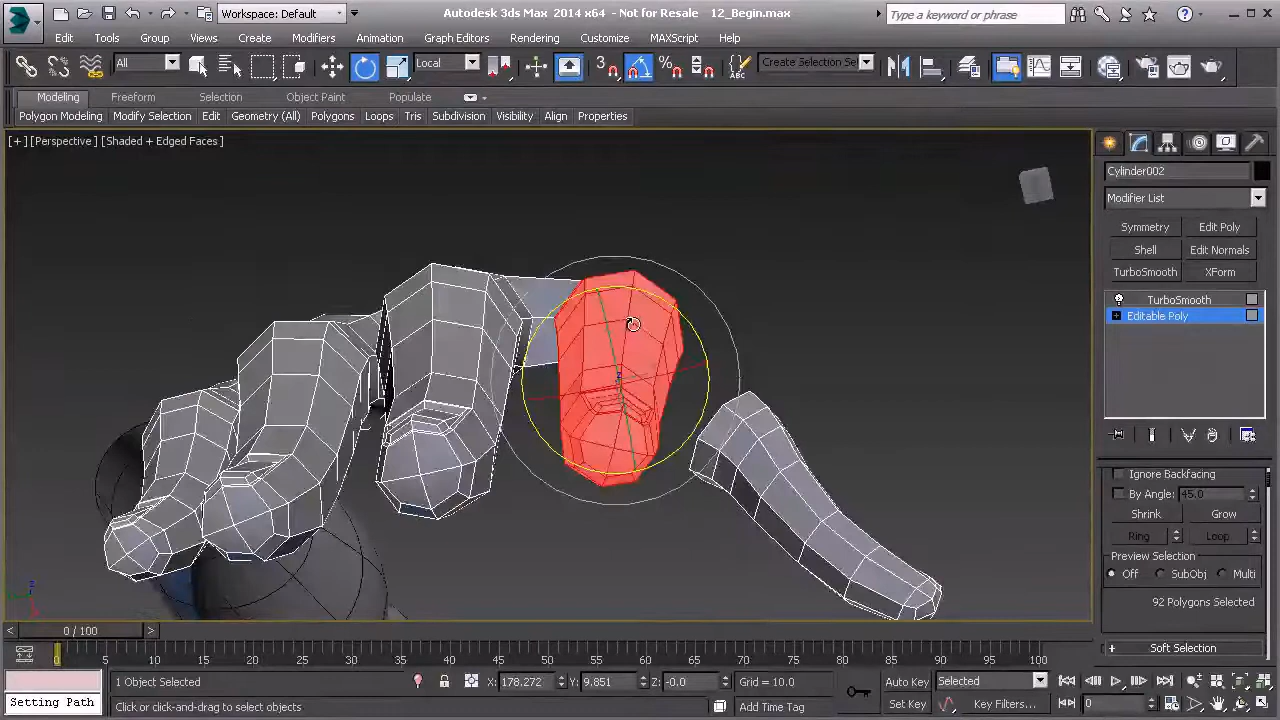 Workspace: Default
Autodesk 3ds Max 2014 x64 - Not for Resale 12_Begin.max
Type a keyword or phrase
Edit Tools Group Views Create Modifiers Animation Graph Editors Rendering Customize MAXScript Help
All
Local
Create Selection Se
Modeling Freeform Selection Object Paint Populate
Polygon Modeling Modify Selection Edit Geometry (All) Polygons Loops Tris Subdivision Visibility Align Properties
[+] [Perspective] [Shaded + Edged Faces]
Cylinder002
Modifier List
Symmetry Edit Poly
Shell Edit Normals
TurboSmooth XForm
TurboSmooth
Editable Poly
Ignore Backfacing
By Angle: 45.0
Shrink Grow
Ring Loop
Preview Selection
Off SubObj Multi
92 Polygons Selected
Soft Selection
0 / 100
0 5 10 15 20 25 30 35 40 45 50 55 60 65 70 75 80 85 90 95 100
1 Object Selected
X: 178.272 Y: 9.851 Z: -0.0 Grid = 10.0
Auto Key Selected
Setting Path
Click or click-and-drag to select objects
Add Time Tag
Set Key Key Filters...
0